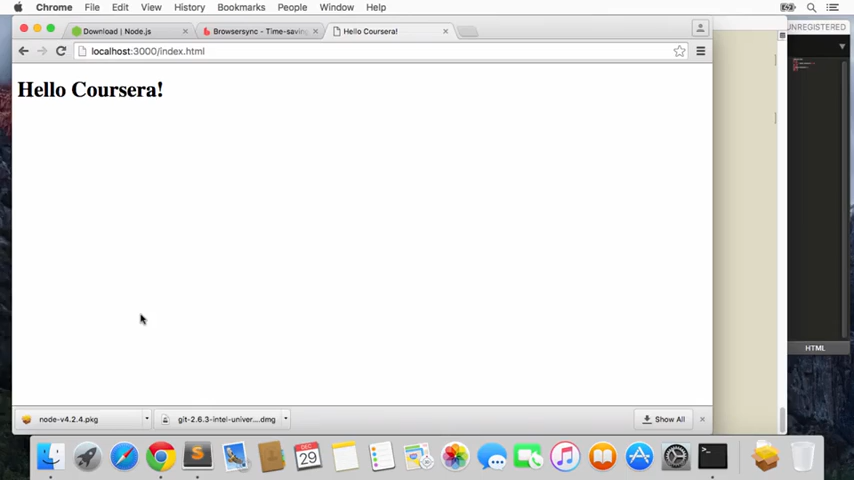 Chrome File Edit View History Bookmarks People Window Help
Download | Node.js
Browsersync - Time-saving
Hello Coursera!
UNREGISTERED
localhost:3000/index.html
Hello Coursera!
HTML
node-v4.2.4.pkg
git-2.6.3-intel-univer....dmg
Show All
DEC
29